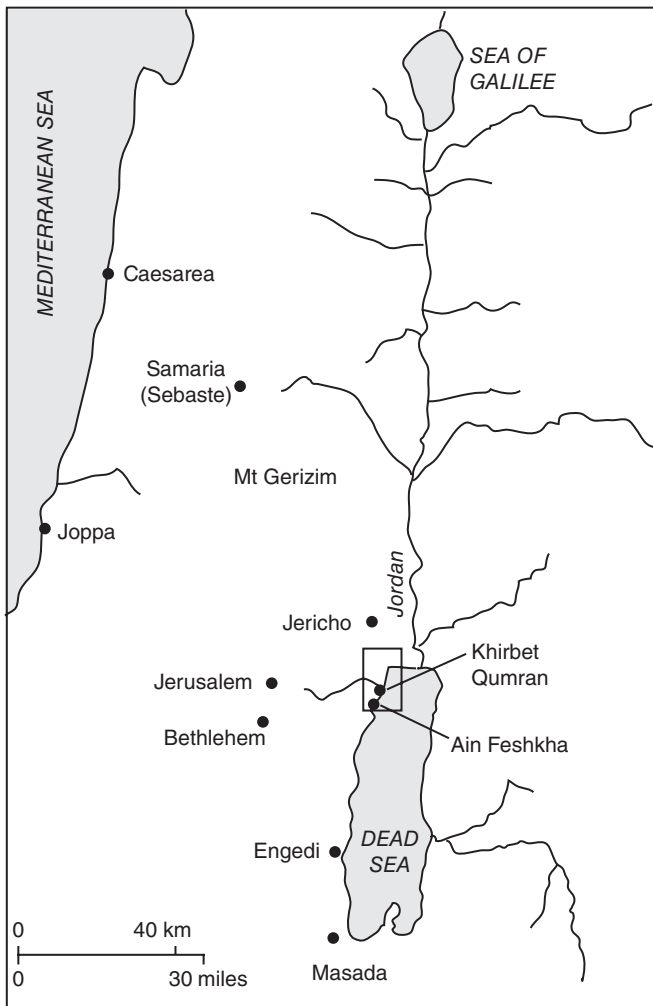 SEA OF
GALILEE
MEDITERRANEAN SEA
Caesarea
Samaria
(Sebaste)
Mt Gerizim
Joppa
Jordan
Jericho
Khirbet
Qumran
Jerusalem
Bethlehem
Ain Feshkha
DEAD
SEA
Engedi
0 40 km
0 30 miles
Masada